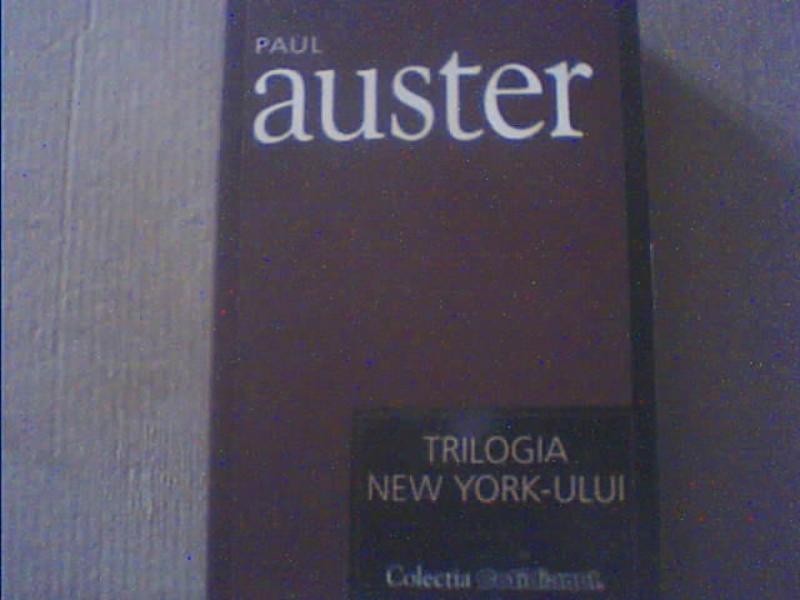 PAUL
auster
TRILOGIA
NEW YORK-ULUI
Colecția